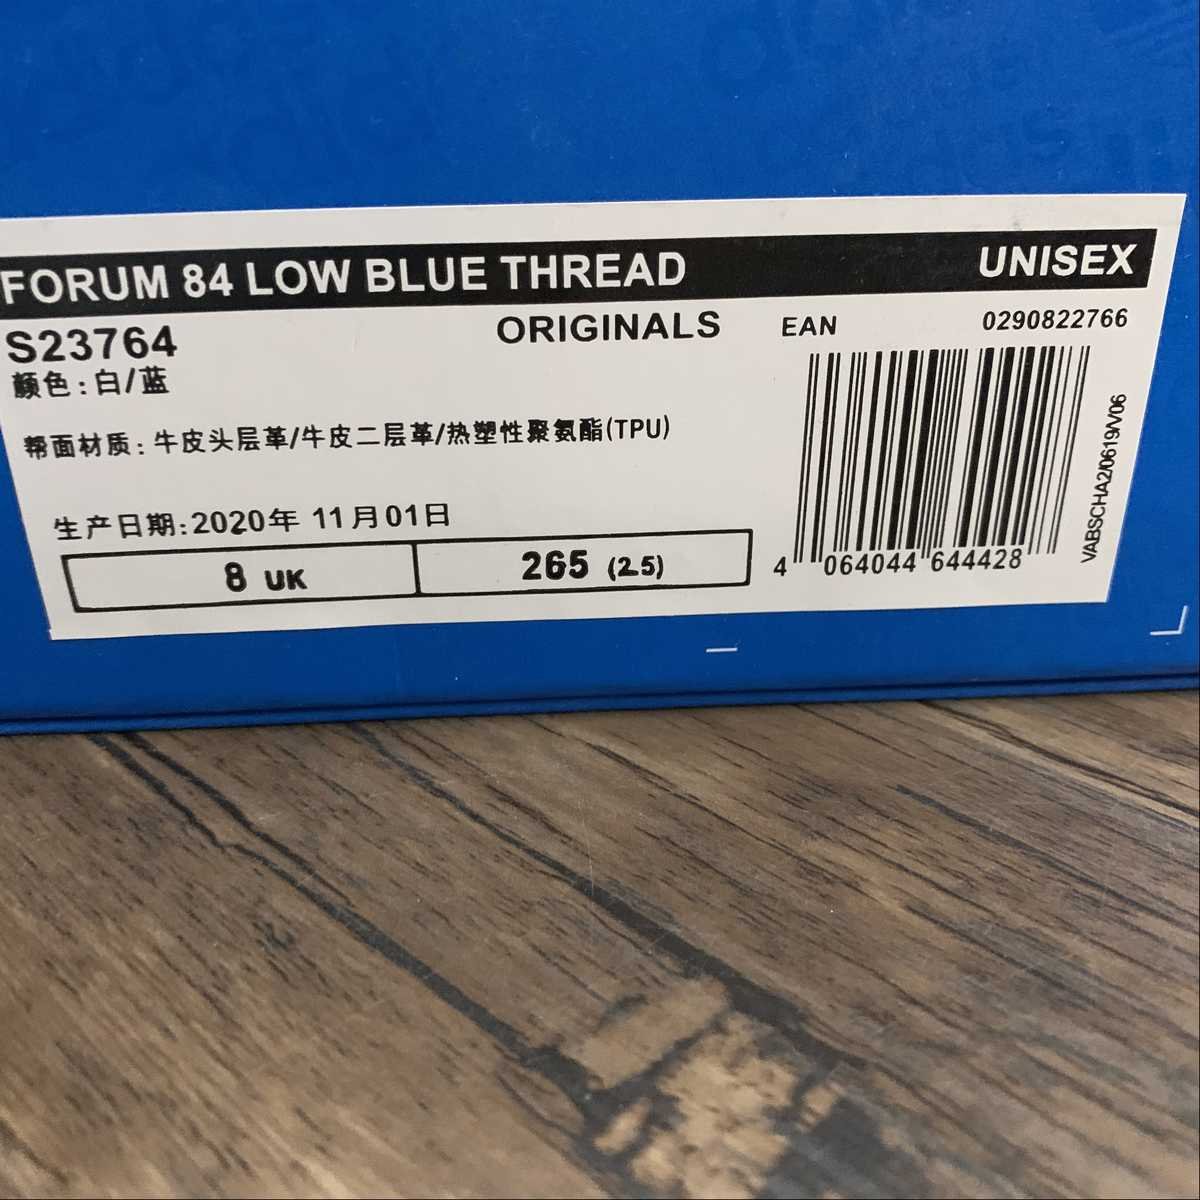 FORUM 84 LOW BLUE THREAD UNISEX
S23764 ORIGINALS EAN 0290822766
颜色:白/蓝
帮面材质:牛皮头层革/牛皮二层革/热塑性聚氨酯(TPU)
生产日期:2020年 11月01日
8 UK 265 (2.5)
4 064044 644428
VABSCHA2/0619/V06